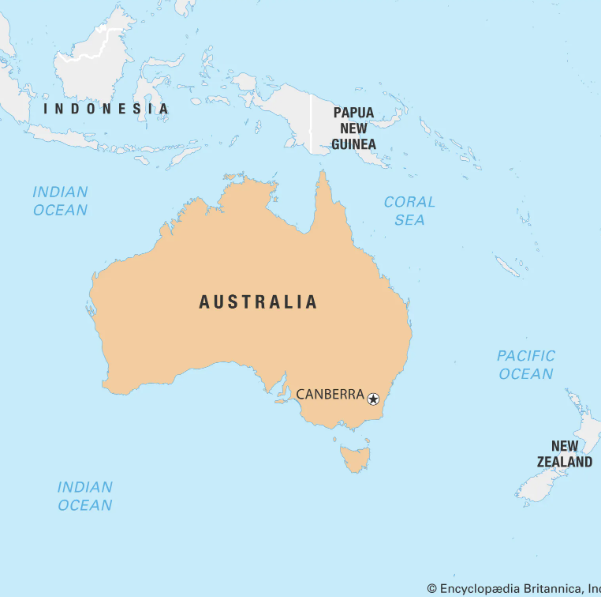 INDONESIA
PAPUA
NEW
GUINEA
INDIAN
OCEAN
CORAL
SEA
AUSTRALIA
PACIFIC
OCEAN
CANBERRA
NEW
ZEALAND
INDIAN
OCEAN
© Encyclopædia Britannica, Inc